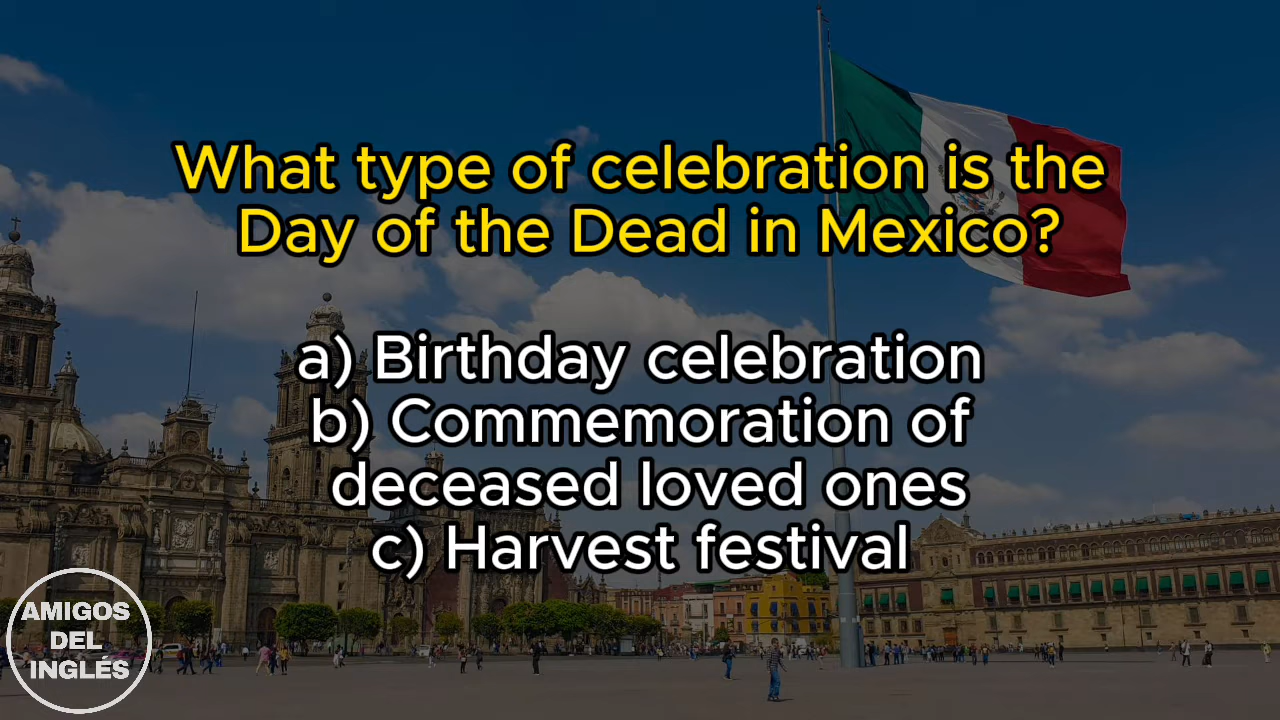 What type of celebration is the
Day of the Dead in Mexico?
a) Birthday celebration
b) Commemoration of
deceased loved ones
c) Harvest festival
AMIGOS
DEL
INGLÉS